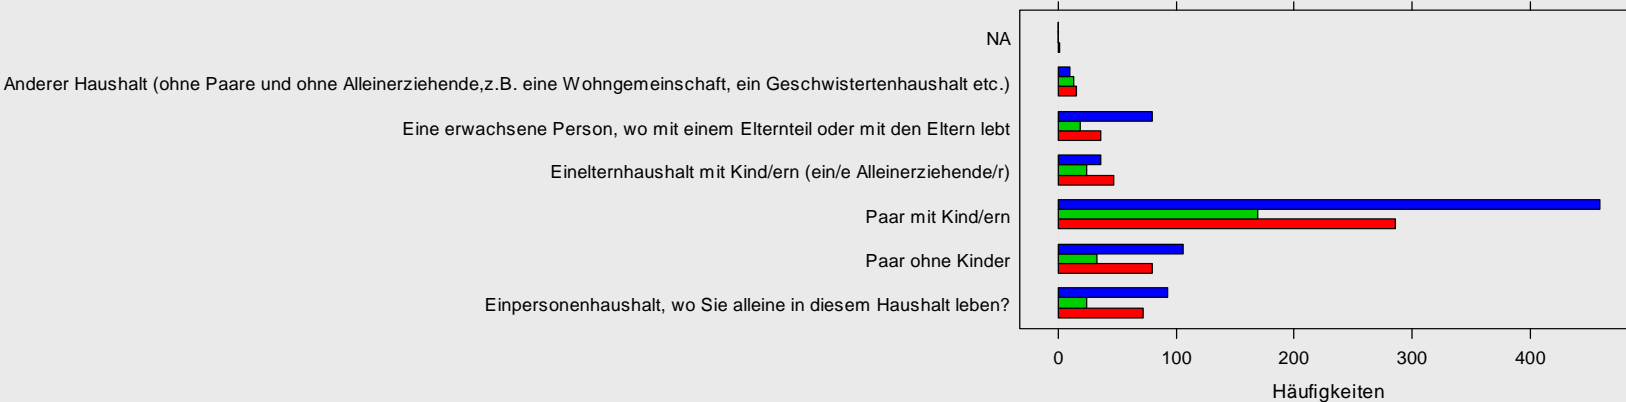 NA
Anderer Haushalt (ohne Paare und ohne Alleinerziehende,z.B. eine Wohngemeinschaft, ein Geschwistertenhaushalt etc.)
Eine erwachsene Person, wo mit einem Elternteil oder mit den Eltern lebt
Einelternhaushalt mit Kind/ern (ein/e Alleinerziehende/r)
Paar mit Kind/ern
Paar ohne Kinder
Einpersonenhaushalt, wo Sie alleine in diesem Haushalt leben?
0 100 200 300 400
Häufigkeiten